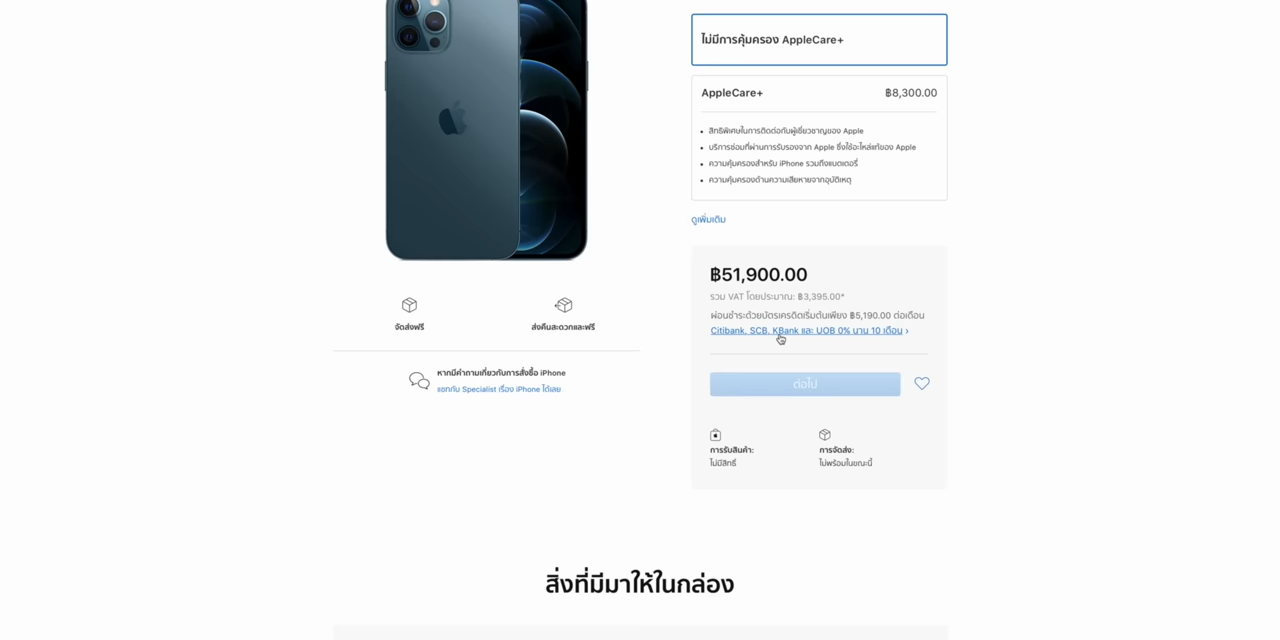 ไม่มีการคุ้มครอง AppleCare+
AppleCare+ ฿8,300.00
สิทธิพิเศษในการติดต่อกับผู้เชี่ยวชาญของ Apple
บริการซ่อมที่ผ่านการรับรองจาก Apple ซึ่งใช้อะไหล่แท้ของ Apple
ความคุ้มครองสำหรับ iPhone รวมถึงแบตเตอรี่
ความคุ้มครองด้านความเสียหายจากอุบัติเหตุ
ดูเพิ่มเติม
฿51,900.00
รวม VAT โดยประมาณ: ฿3,395.00*
ผ่อนชำระด้วยบัตรเครดิตเริ่มต้นเพียง ฿5,190.00 ต่อเดือน
Citibank, SCB, KBank และ UOB 0% นาน 10 เดือน ›
ต่อไป
จัดส่งฟรี
ส่งคืนสะดวกและฟรี
หากมีคำถามเกี่ยวกับการสั่งซื้อ iPhone
แชทกับ Specialist เรื่อง iPhone ได้เลย
การรับสินค้า:
ไม่มีสิทธิ์
การจัดส่ง:
ไม่พร้อมในขณะนี้
สิ่งที่มีมาให้ในกล่อง